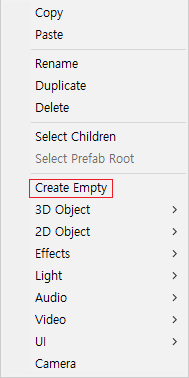 Copy
Paste
Rename
Duplicate
Delete
Select Children
Select Prefab Root
Create Empty
3D Object
2D Object
Effects
Light
Audio
Video
UI
Camera